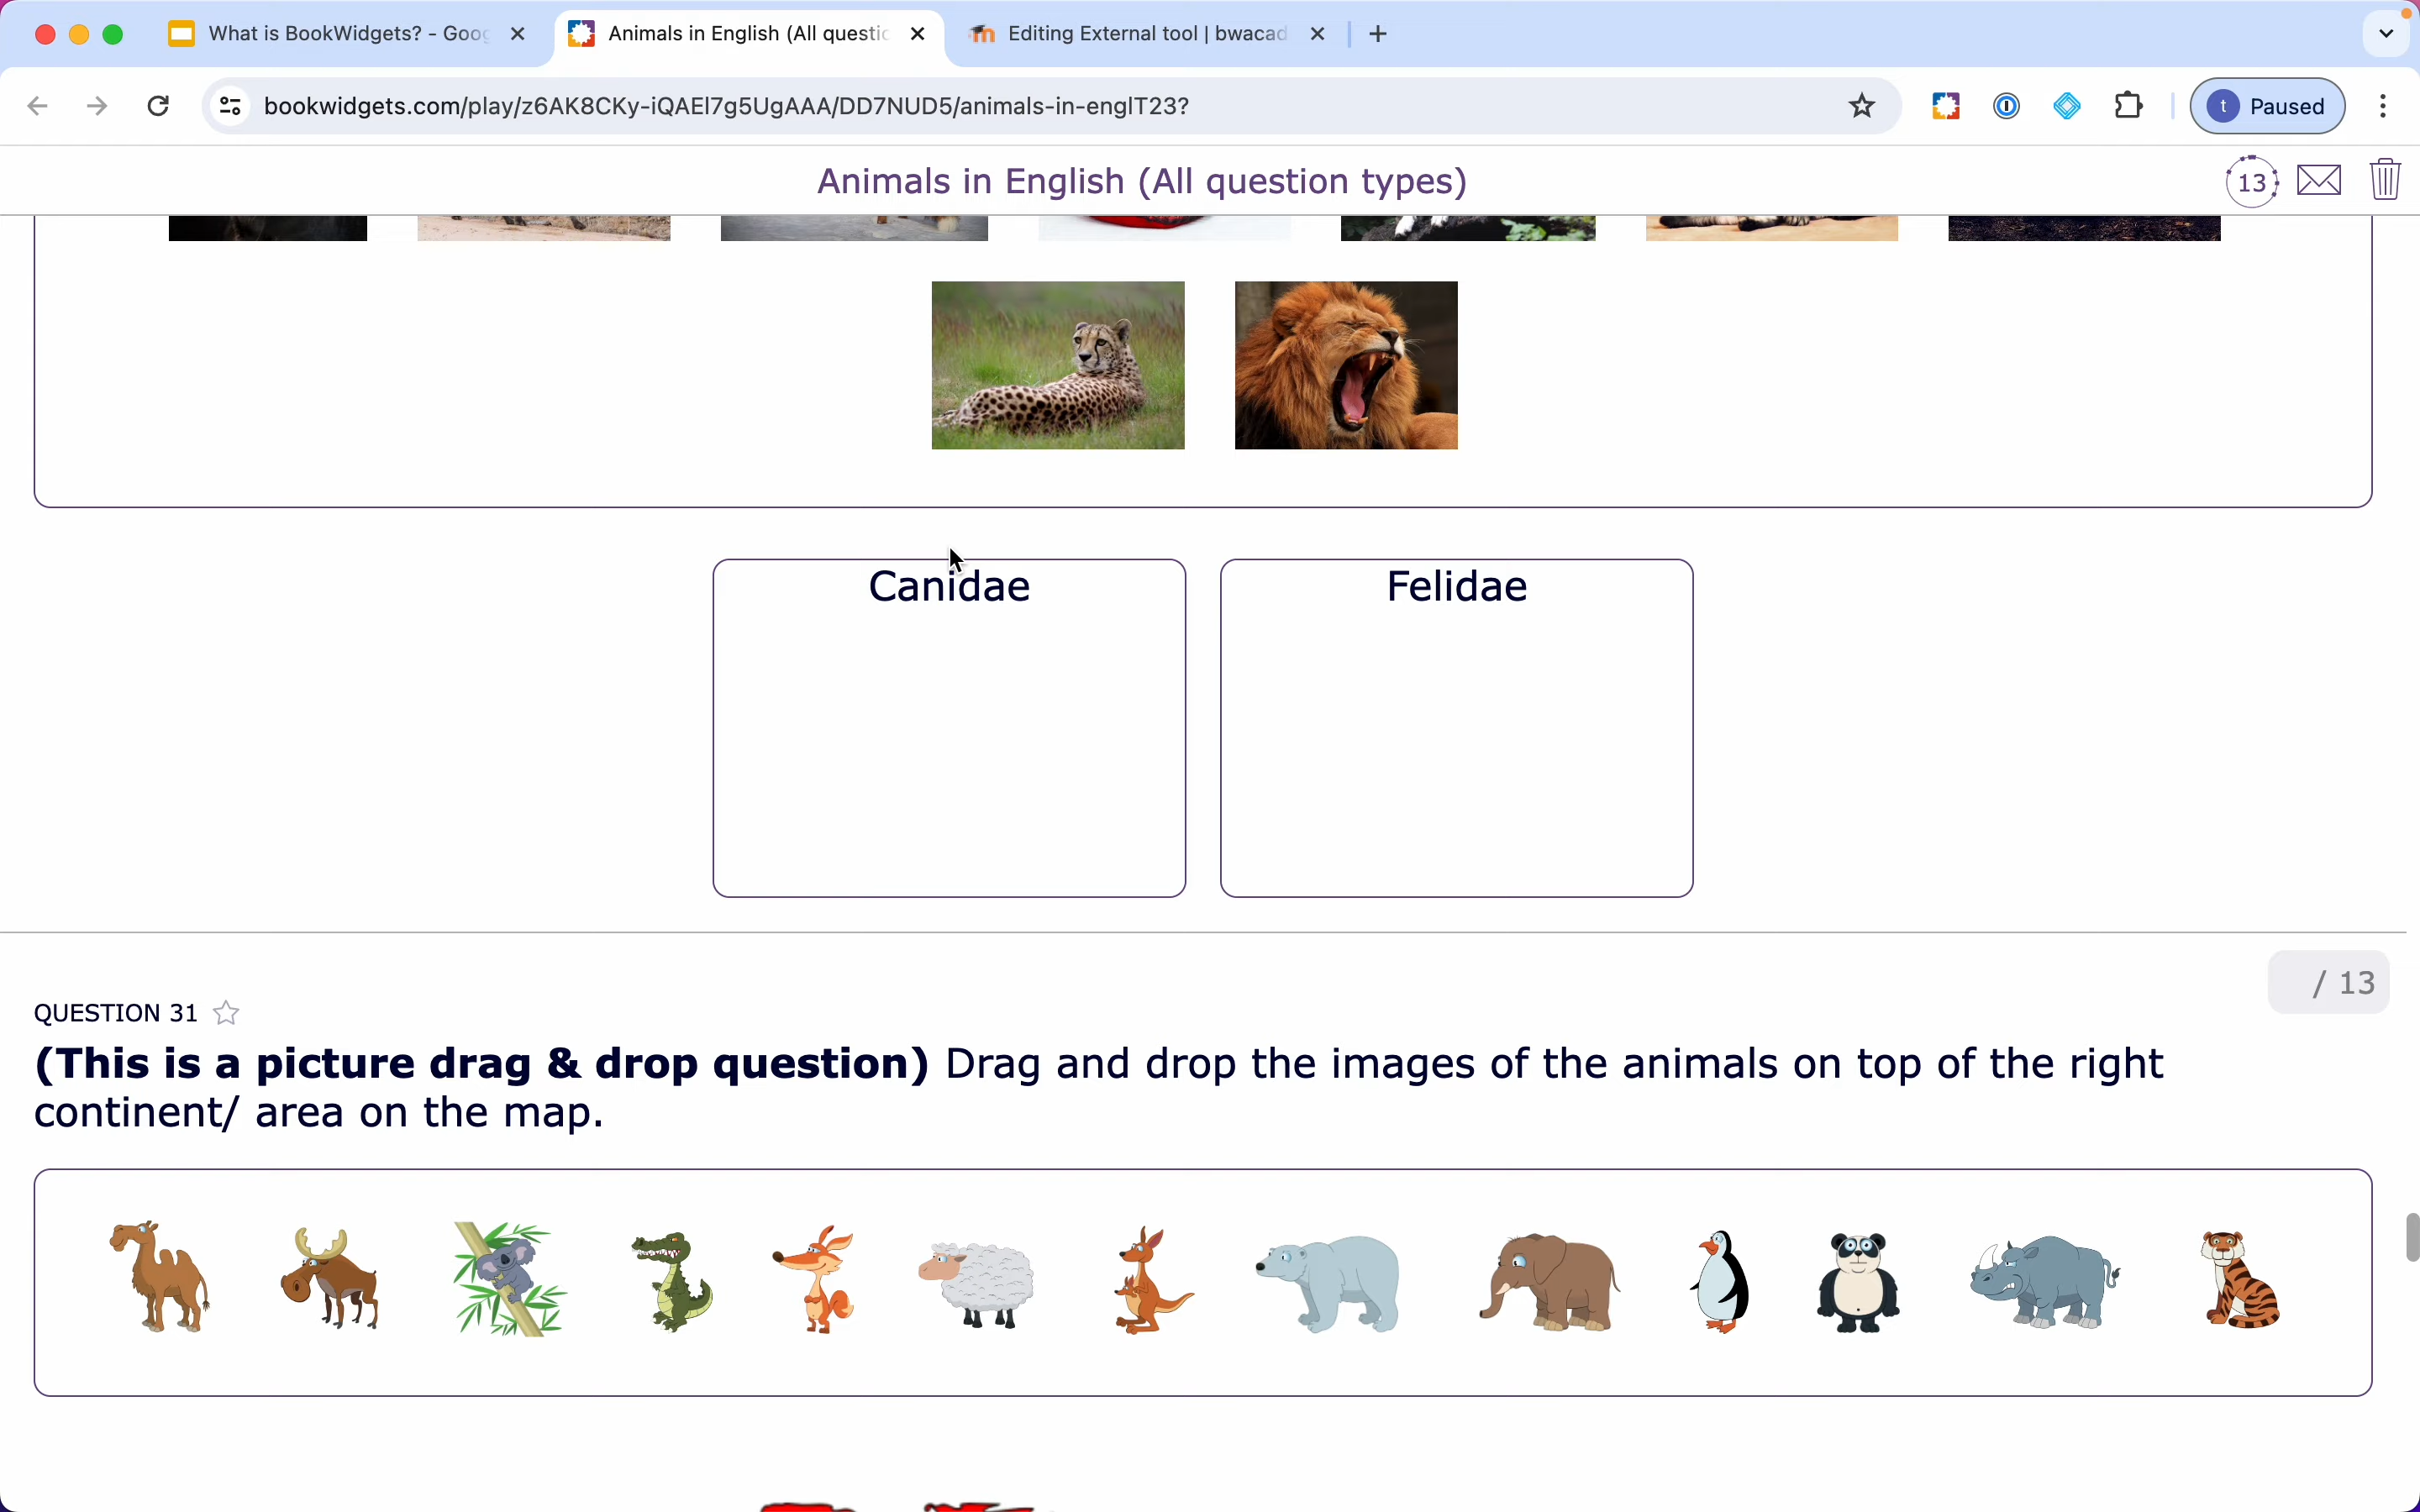 What is BookWidgets? - Goog
Animals in English (All questio
Editing External tool | bwacad
bookwidgets.com/play/z6AK8CKy-iQAEl7g5UgAAA/DD7NUD5/animals-in-englT23?
t Paused
Animals in English (All question types)
13
Canidae
Felidae
/ 13
QUESTION 31
(This is a picture drag & drop question) Drag and drop the images of the animals on top of the right
continent/ area on the map.